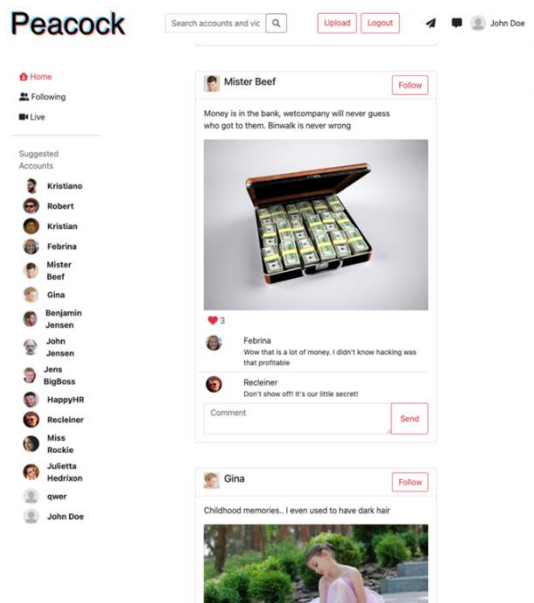 Peacock
Search accounts and vic
Upload
Logout
John Doe
Home
Following
Live
Suggested
Accounts
Kristiano
Robert
Kristian
Febrina
Mister
Beef
Gina
Benjamin
Jensen
John
Jensen
Jens
BigBoss
HappyHR
Recleiner
Miss
Rockie
Julietta
Hedrixon
qwer
John Doe
Mister Beef
Follow
Money is in the bank, wetcompany will never guess
who got to them. Binwalk is never wrong
3
Febrina
Wow that is a lot of money. I didn't know hacking was
that profitable
Recleiner
Don't show off! It's our little secret!
Comment
Send
Gina
Follow
Childhood memories.. I even used to have dark hair